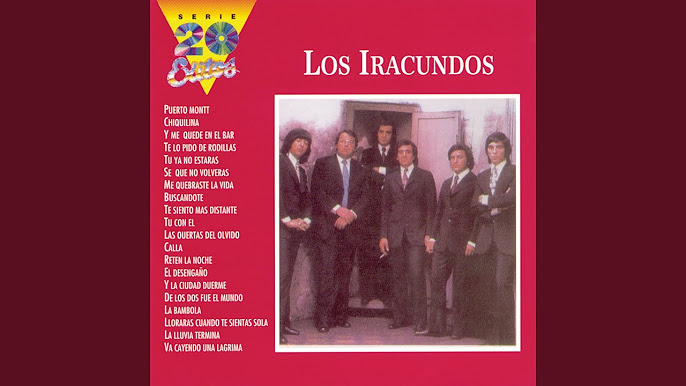 SERIE
20
Exitos
LOS IRACUNDOS
PUERTO MONTT
CHIQUILINA
Y ME QUEDE EN EL BAR
TE LO PIDO DE RODILLAS
TU YA NO ESTARAS
SE QUE NO VOLVERAS
ME QUEBRASTE LA VIDA
BUSCANDOTE
TE SIENTO MAS DISTANTE
TU CON EL
LAS OUERTAS DEL OLVIDO
CALLA
RETEN LA NOCHE
EL DESENGAÑO
Y LA CIUDAD DUERME
DE LOS DOS FUE EL MUNDO
LA BAMBOLA
LLORARAS CUANDO TE SIENTAS SOLA
LA LLUVIA TERMINA
VA CAYENDO UNA LAGRIMA